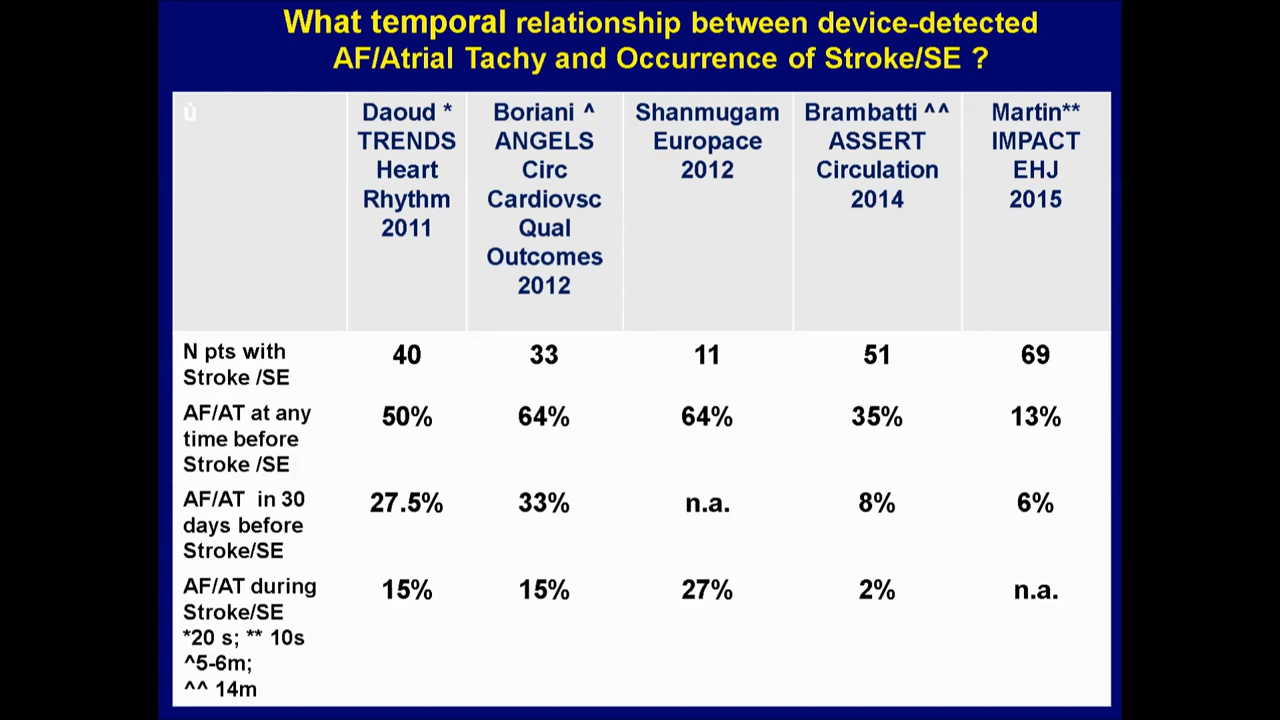 What temporal relationship between device-detected
AF/Atrial Tachy and Occurrence of Stroke/SE ?
ù
Daoud *
TRENDS
Heart
Rhythm
2011
Boriani ^
ANGELS
Circ
Cardiovsc
Qual
Outcomes
2012
Shanmugam
Europace
2012
Brambatti ^^
ASSERT
Circulation
2014
Martin**
IMPACT
EHJ
2015
N pts with
Stroke /SE
40
33
11
51
69
AF/AT at any
time before
Stroke /SE
50%
64%
64%
35%
13%
AF/AT in 30
days before
Stroke/SE
27.5%
33%
n.a.
8%
6%
AF/AT during
Stroke/SE
*20 s; ** 10s
^5-6m;
^^ 14m
15%
15%
27%
2%
n.a.